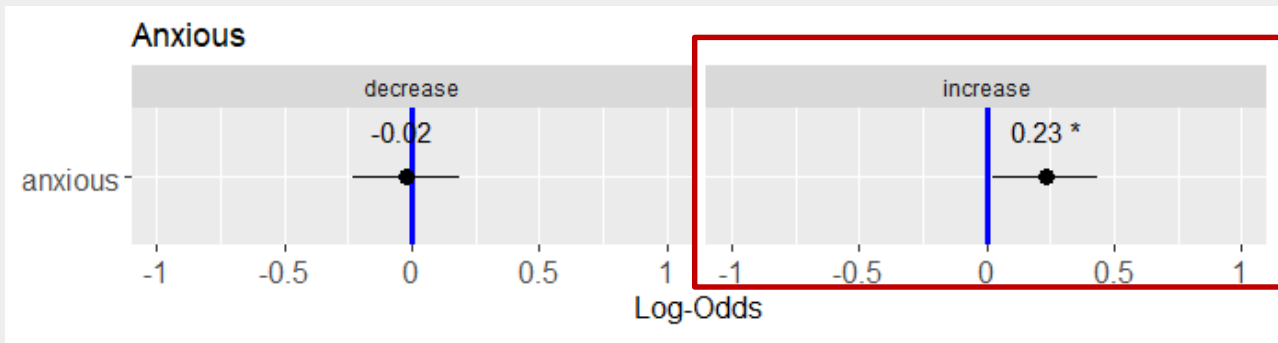 Anxious
decrease
increase
-0.02
0.23 *
anxious
-1 -0.5 0 0.5 1
-1 -0.5 0 0.5 1
Log-Odds